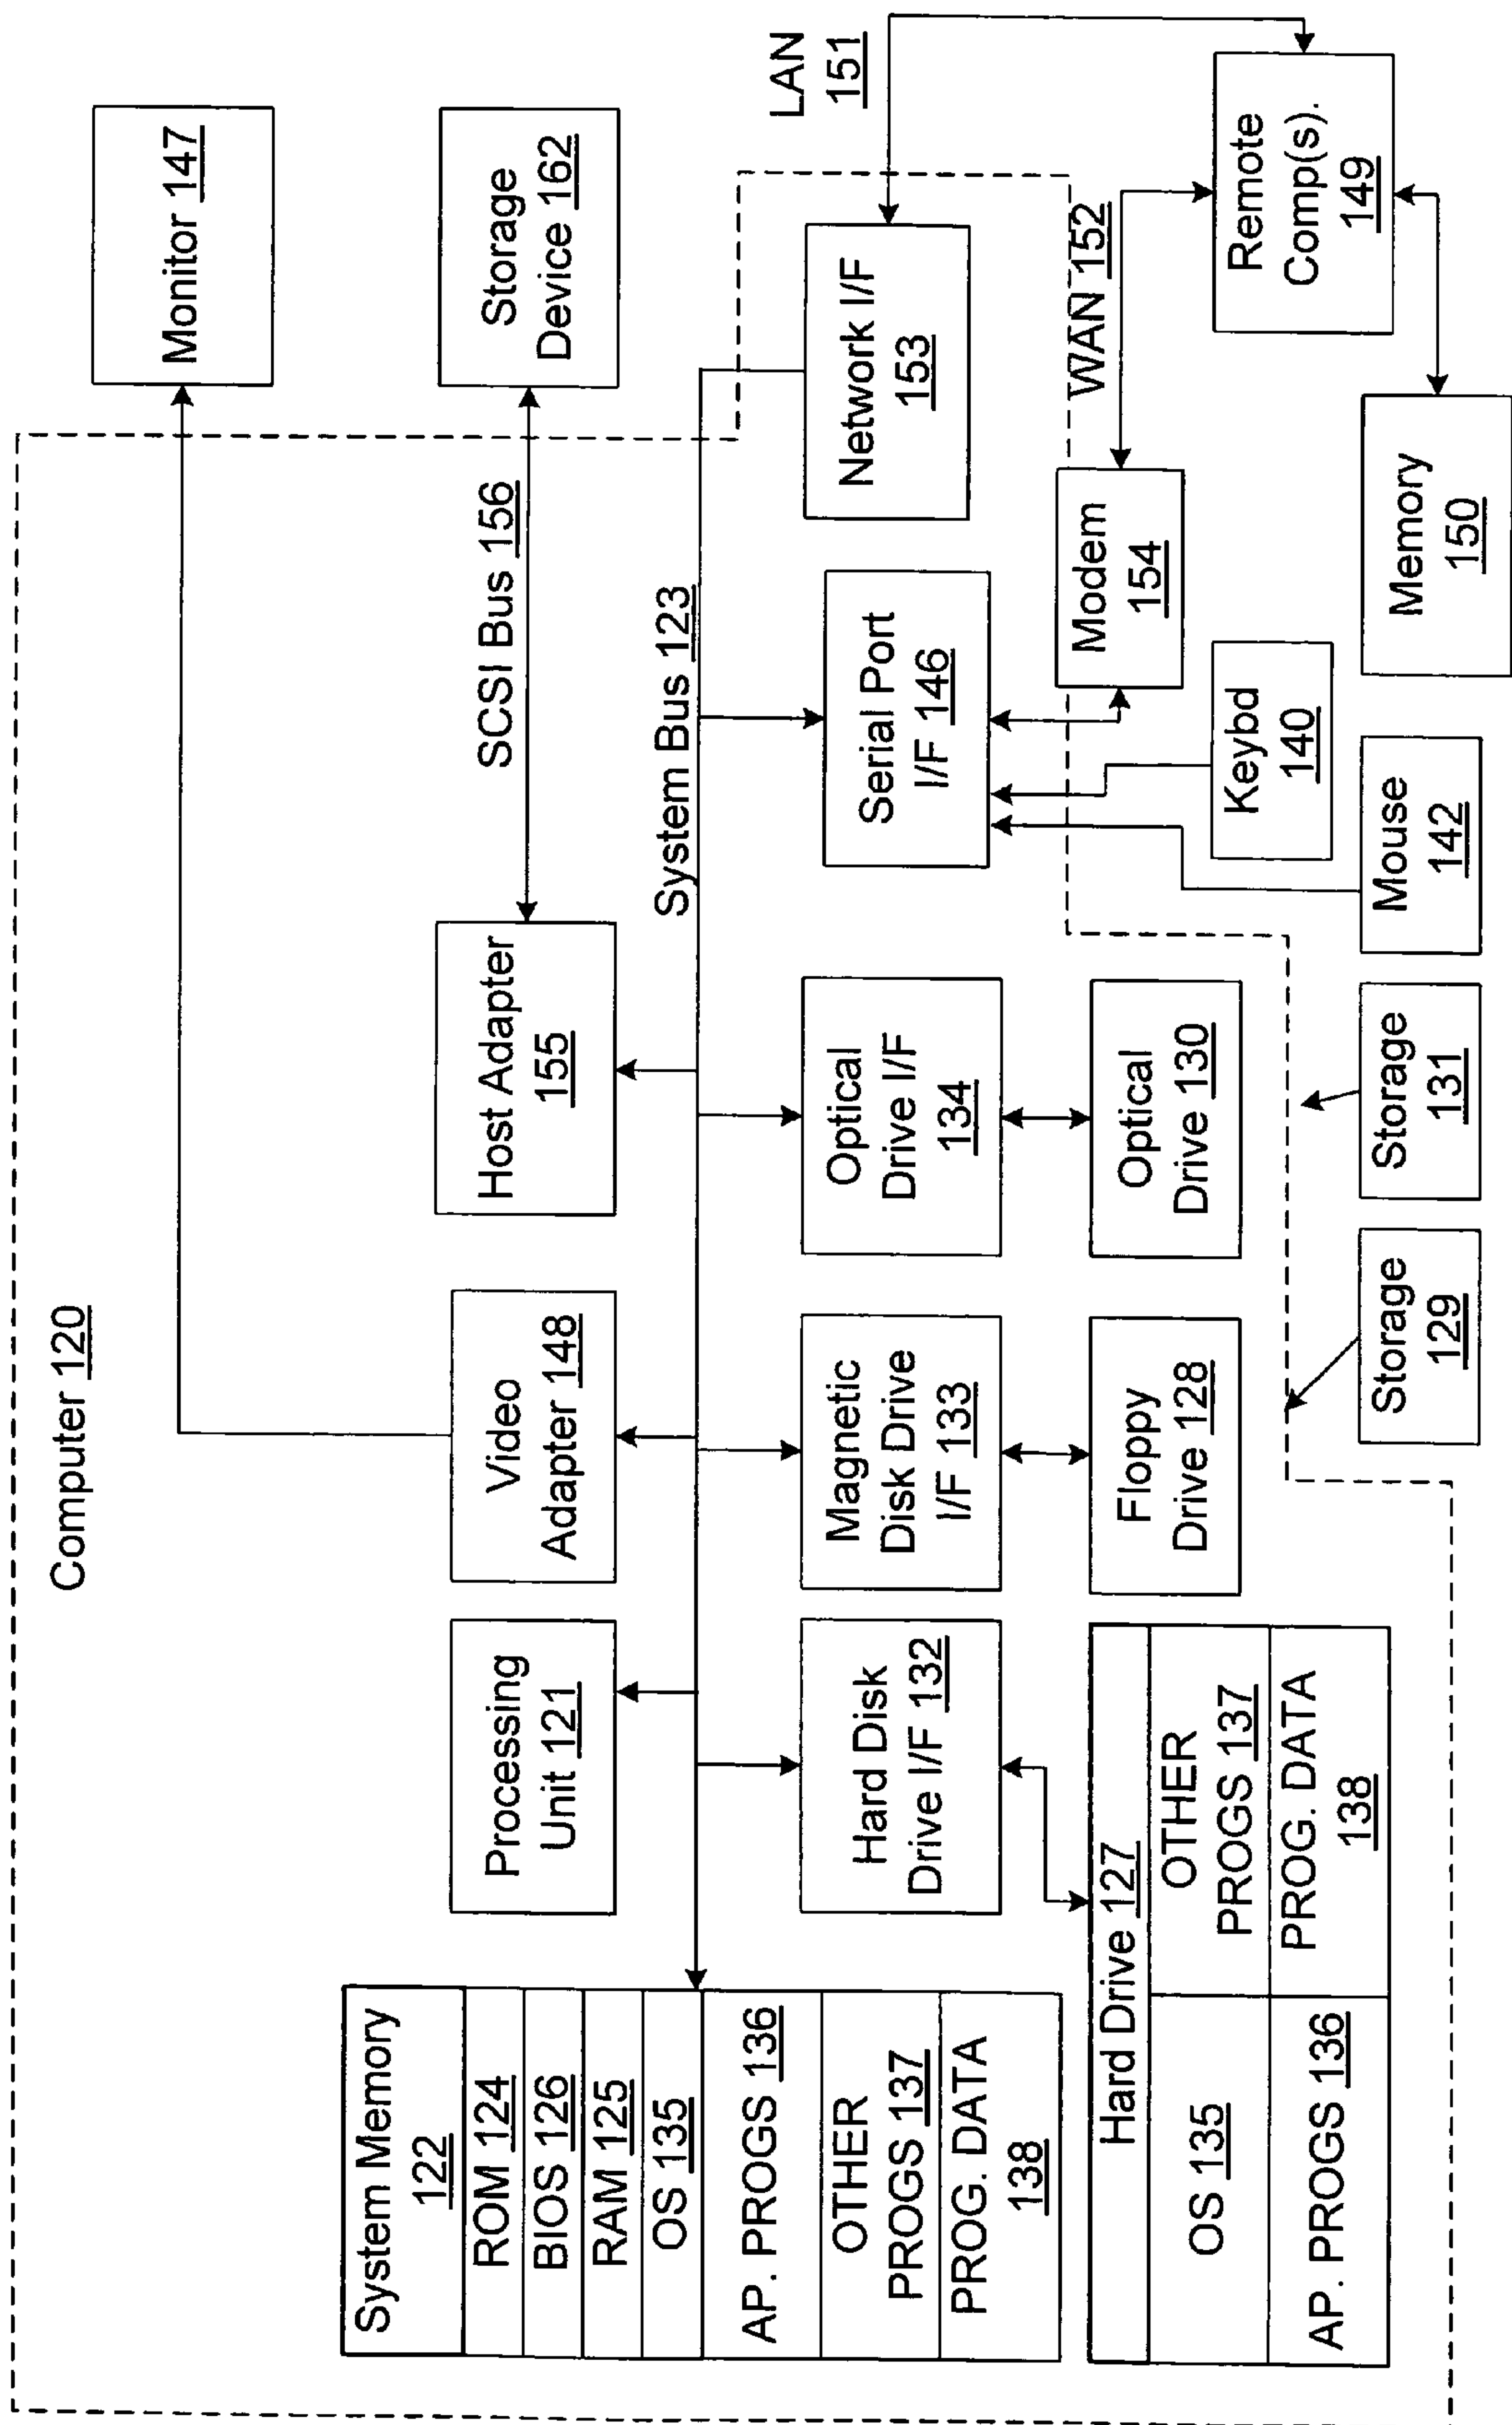 Computer 120
Monitor 147
System Memory
122
ROM 124
BIOS 126
RAM 125
OS 135
AP. PROGS 136
OTHER
PROGS 137
PROG. DATA
138
Processing
Unit 121
Video
Adapter 148
Host Adapter
155
SCSI Bus 156
Storage
Device 162
System Bus 123
Hard Disk
Drive I/F 132
Magnetic
Disk Drive
I/F 133
Optical
Drive I/F
134
Serial Port
I/F 146
Network I/F
153
LAN
151
Hard Drive 127
OS 135
OTHER
PROGS 137
AP. PROGS 136
PROG. DATA
138
Floppy
Drive 128
Optical
Drive 130
Modem
154
WAN 152
Storage
129
Storage
131
Mouse
142
Keybd
140
Memory
150
Remote
Comp(s).
149